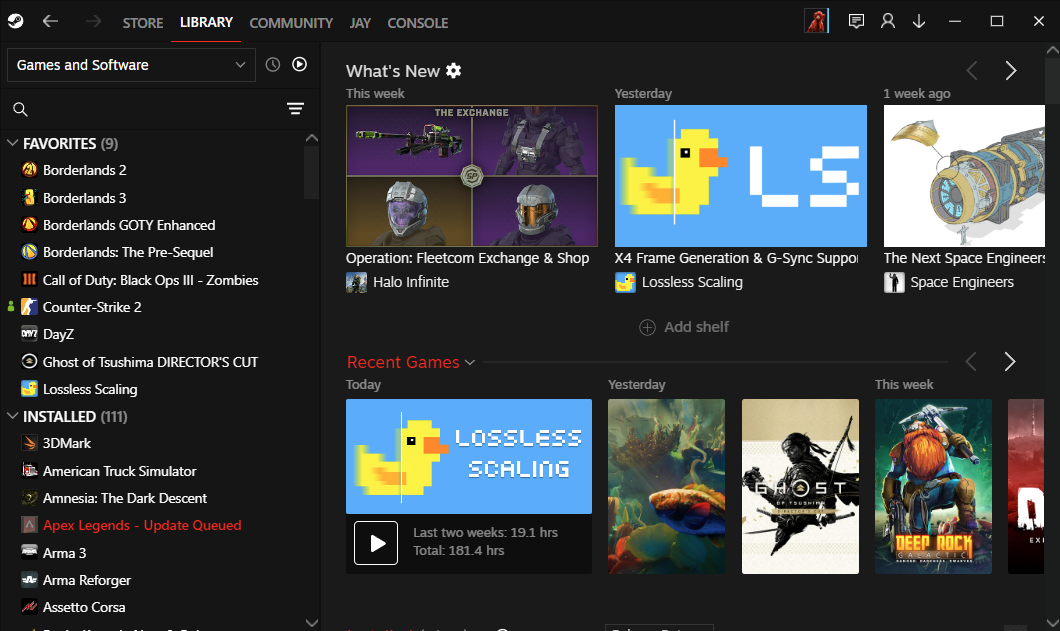 STORE LIBRARY COMMUNITY JAY CONSOLE
Games and Software
FAVORITES (9)
Borderlands 2
Borderlands 3
Borderlands GOTY Enhanced
Borderlands: The Pre-Sequel
Call of Duty: Black Ops III - Zombies
Counter-Strike 2
DayZ
Ghost of Tsushima DIRECTOR'S CUT
Lossless Scaling
INSTALLED (111)
3DMark
American Truck Simulator
Amnesia: The Dark Descent
Apex Legends - Update Queued
Arma 3
Arma Reforger
Assetto Corsa
What's New
This week
THE EXCHANGE
SP
Operation: Fleetcom Exchange & Shop
Halo Infinite
Yesterday
LS
X4 Frame Generation & G-Sync Suppor
Lossless Scaling
1 week ago
The Next Space Engineers
Space Engineers
Add shelf
Recent Games
Today
LOSSLESS
SCALING
Last two weeks: 19.1 hrs
Total: 181.4 hrs
Yesterday
GHOST
OF TSUSHIMA
This week
DEEP ROCK
GALACTIC